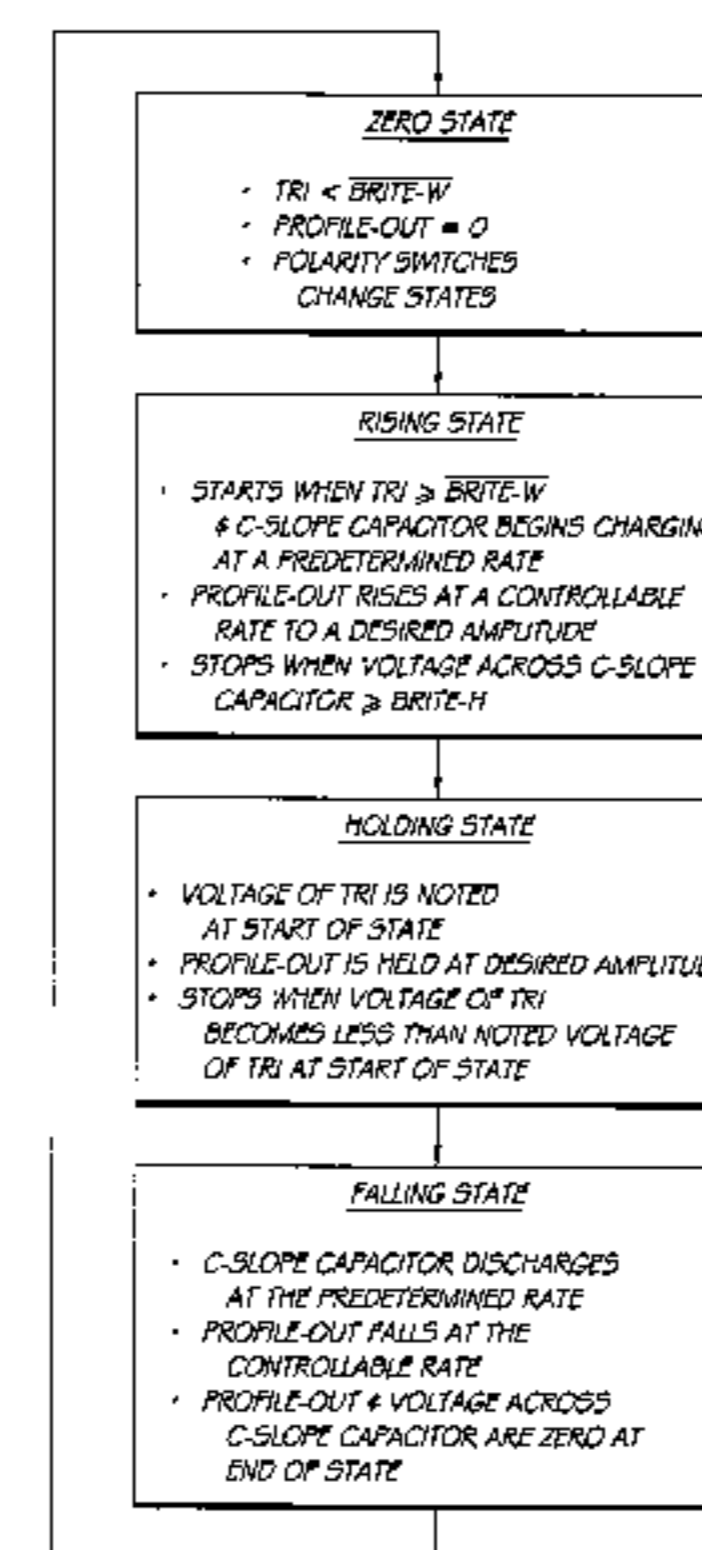 ZERO STATE
· TRI < B̅R̅I̅T̅E̅-̅W̅
· PROFILE-OUT = 0
· POLARITY SWITCHES
CHANGE STATES
RISING STATE
· STARTS WHEN TRI ⩾ B̅R̅I̅T̅E̅-̅W̅
& C-SLOPE CAPACITOR BEGINS CHARGIN
AT A PREDETERMINED RATE
· PROFILE-OUT RISES AT A CONTROLLABLE
RATE TO A DESIRED AMPLITUDE
· STOPS WHEN VOLTAGE ACROSS C-SLOPE
CAPACITOR ⩾ BRITE-H
HOLDING STATE
· VOLTAGE OF TRI IS NOTED
AT START OF STATE
· PROFILE-OUT IS HELD AT DESIRED AMPLITUD
· STOPS WHEN VOLTAGE OF TRI
BECOMES LESS THAN NOTED VOLTAGE
OF TRI AT START OF STATE
FALLING STATE
· C-SLOPE CAPACITOR DISCHARGES
AT THE PREDETERMINED RATE
· PROFILE-OUT FALLS AT THE
CONTROLLABLE RATE
· PROFILE-OUT & VOLTAGE ACROSS
C-SLOPE CAPACITOR ARE ZERO AT
END OF STATE